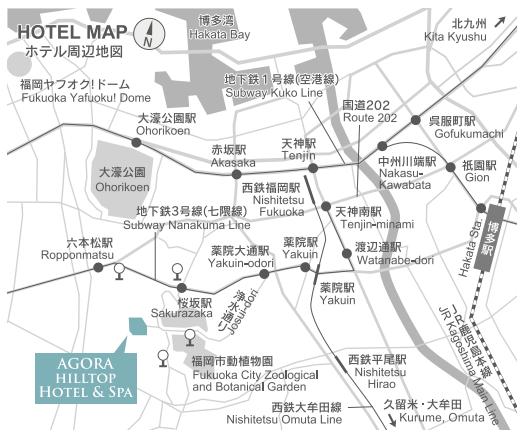 HOTEL MAP
ホテル周辺地図
N
博多湾
Hakata Bay
北九州
Kita Kyushu
福岡ヤフオク!ドーム
Fukuoka Yafuoku! Dome
地下鉄1号線(空港線)
Subway Kuko Line
国道202
Route 202
大濠公園駅
Ohorikoen
呉服町駅
Gofukumachi
赤坂駅
Akasaka
天神駅
Tenjin
中州川端駅
Nakasu-
Kawabata
祇園駅
Gion
大濠公園
Ohorikoen
西鉄福岡駅
Nishitetsu
Fukuoka
天神南駅
Tenjin-minami
地下鉄3号線(七隈線)
Subway Nanakuma Line
博多駅
Hakata Sta.
六本松駅
Ropponmatsu
薬院大通駅
Yakuin-odori
薬院駅
Yakuin
渡辺通駅
Watanabe-dori
薬院駅
Yakuin
桜坂駅
Sakurazaka
浄水通り
Josui-dori
JR鹿児島本線
JR Kagoshima Main Line
AGORA
HILLTOP
HOTEL & SPA
福岡市動植物園
Fukuoka City Zoological
and Botanical Garden
西鉄平尾駅
Nishitetsu
Hirao
西鉄大牟田線
Nishitetsu Omuta Line
久留米・大牟田
Kurume, Omuta